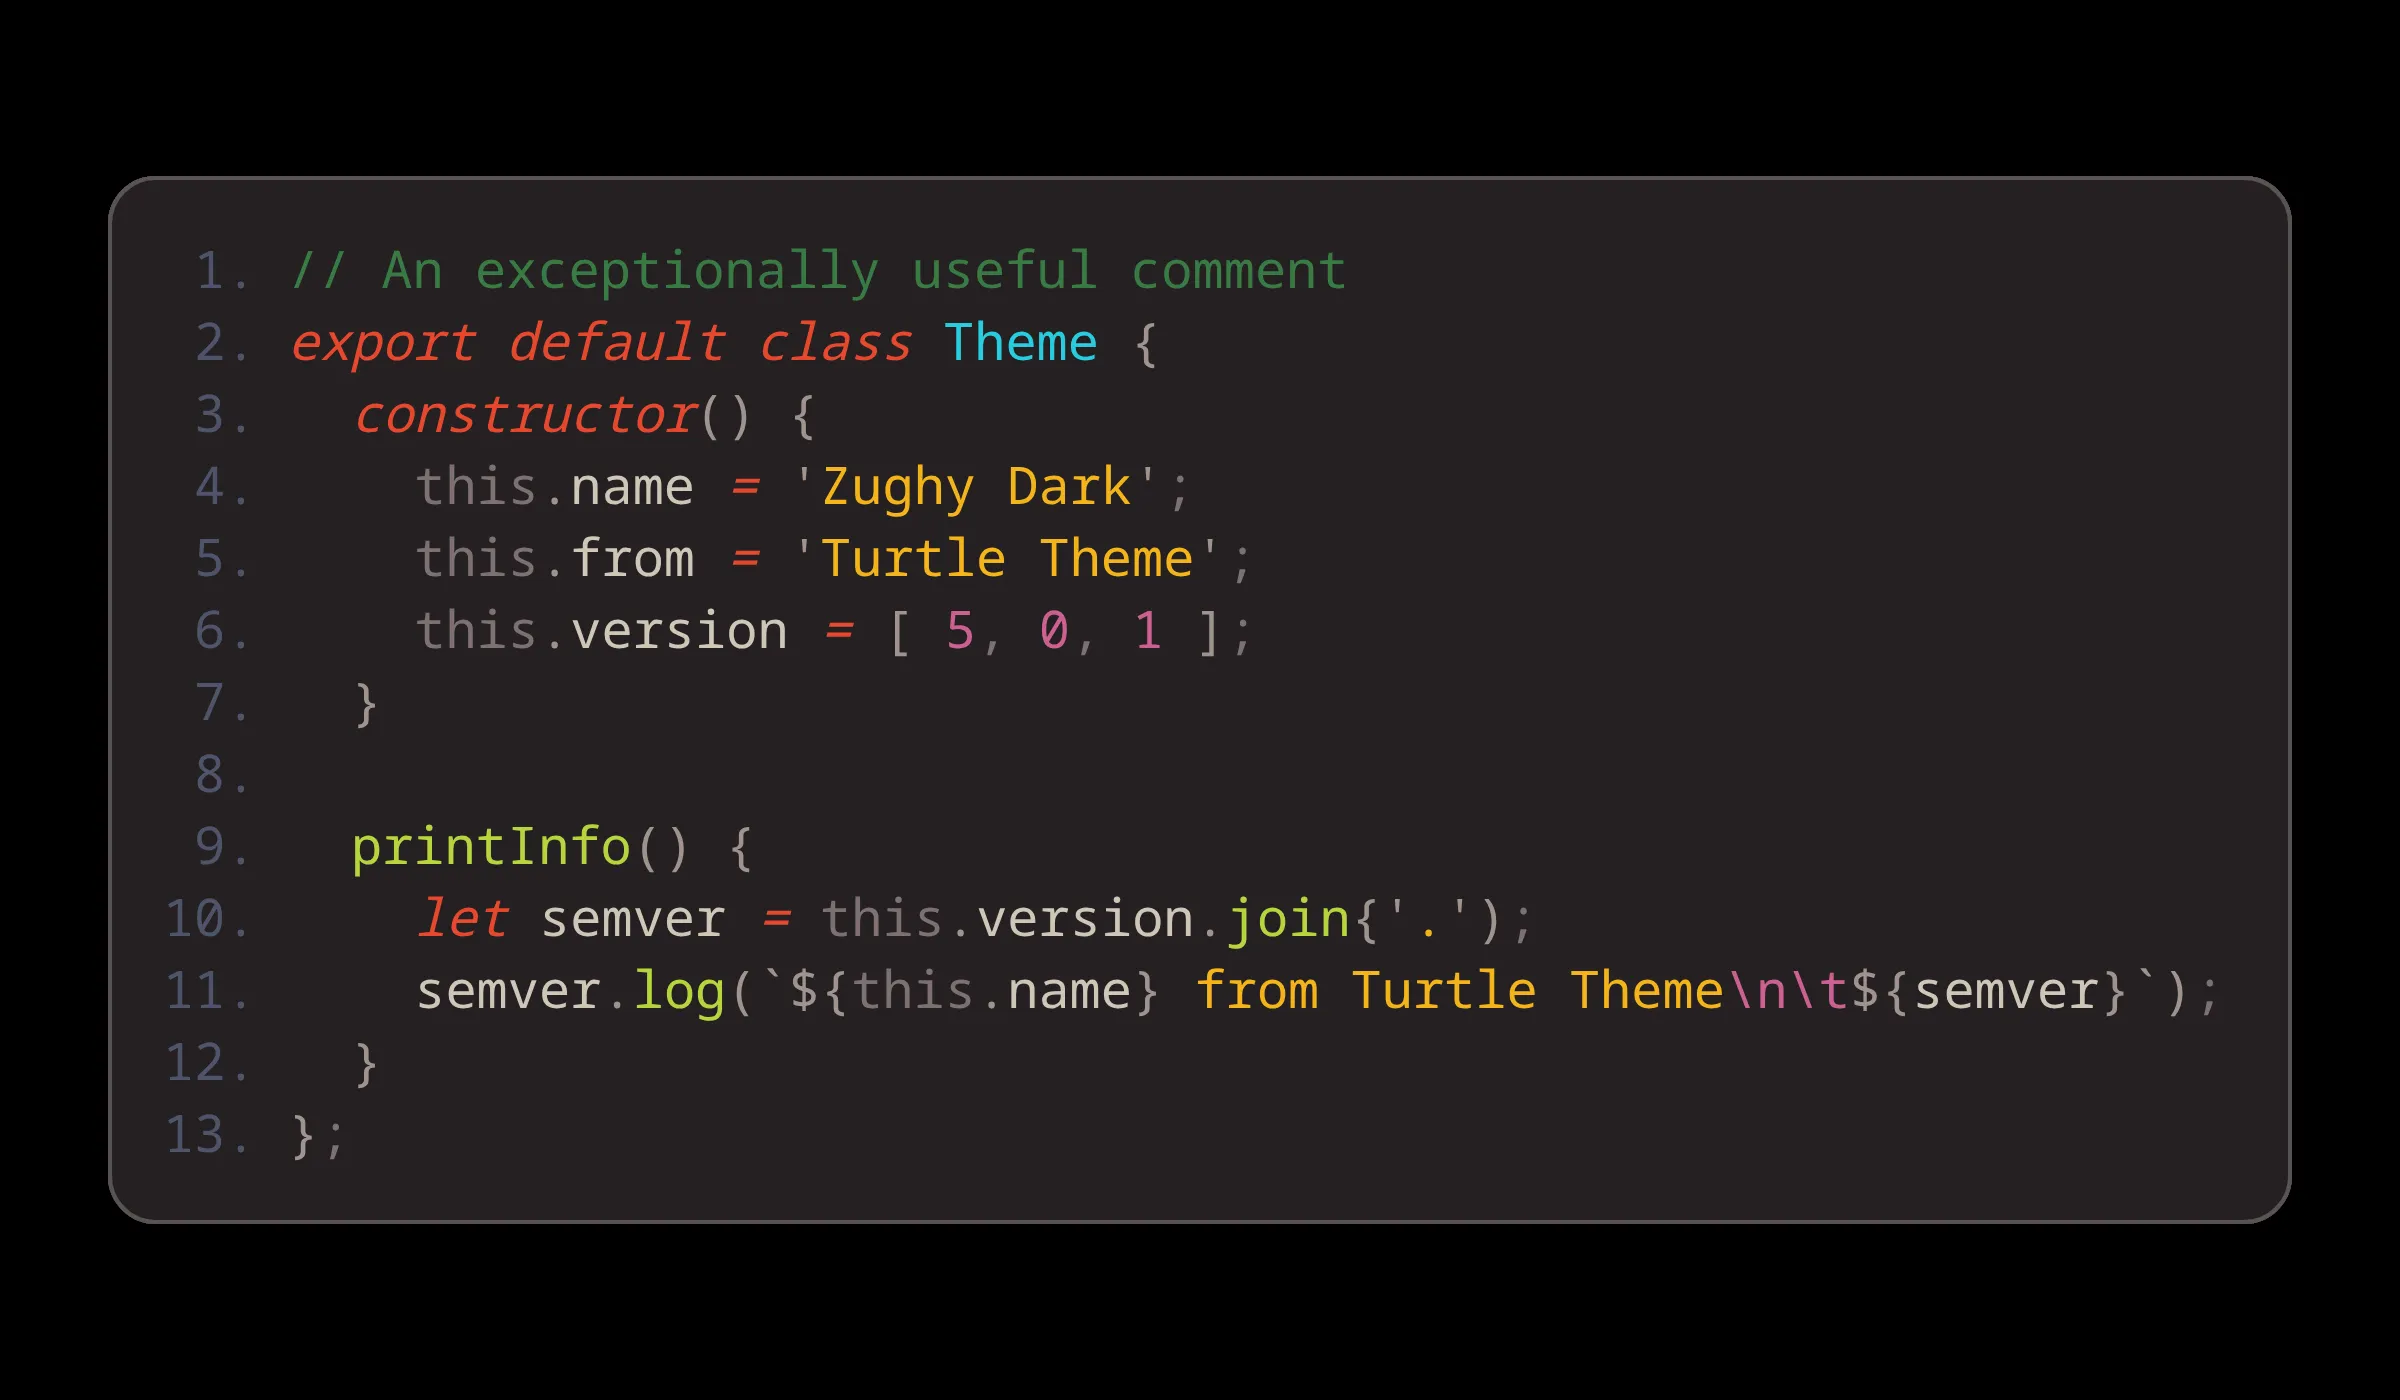 1. // An exceptionally useful comment
2. export default class Theme {
3.   constructor() {
4.     this.name = 'Zughy Dark';
5.     this.from = 'Turtle Theme';
6.     this.version = [ 5, 0, 1 ];
7.   }
8.
9.   printInfo() {
10.     let semver = this.version.join{'.');
11.     semver.log(`${this.name} from Turtle Theme\n\t${semver}`);
12.   }
13. };